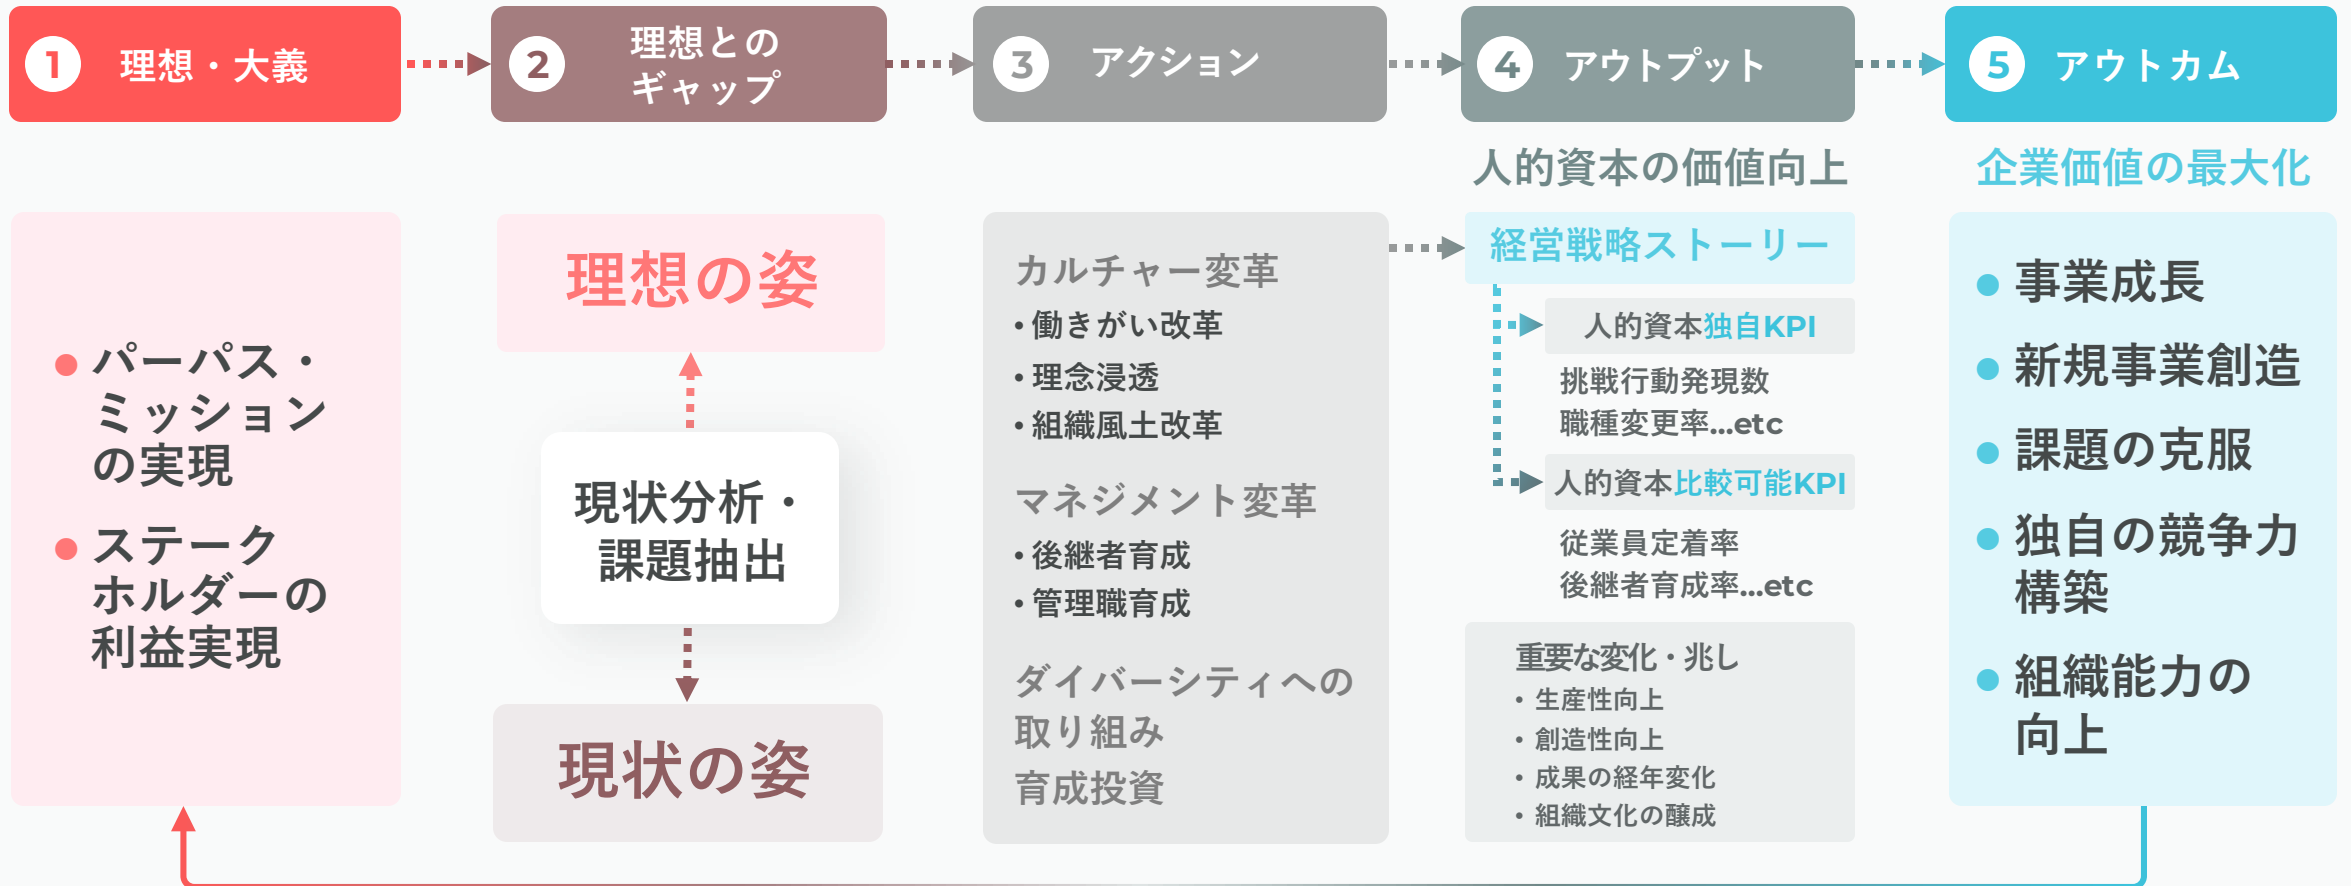 1 理想・大義
2 理想との
ギャップ
3 アクション
4 アウトプット
5 アウトカム
人的資本の価値向上
企業価値の最大化
● パーパス・
ミッション
の実現
● ステーク
ホルダーの
利益実現
理想の姿
現状分析・
課題抽出
現状の姿
カルチャー変革
・働きがい改革
・理念浸透
・組織風土改革
マネジメント変革
・後継者育成
・管理職育成
ダイバーシティへの
取り組み
育成投資
経営戦略ストーリー
人的資本独自KPI
挑戦行動発現数
職種変更率...etc
人的資本比較可能KPI
従業員定着率
後継者育成率...etc
重要な変化・兆し
・生産性向上
・創造性向上
・成果の経年変化
・組織文化の醸成
● 事業成長
● 新規事業創造
● 課題の克服
● 独自の競争力
構築
● 組織能力の
向上